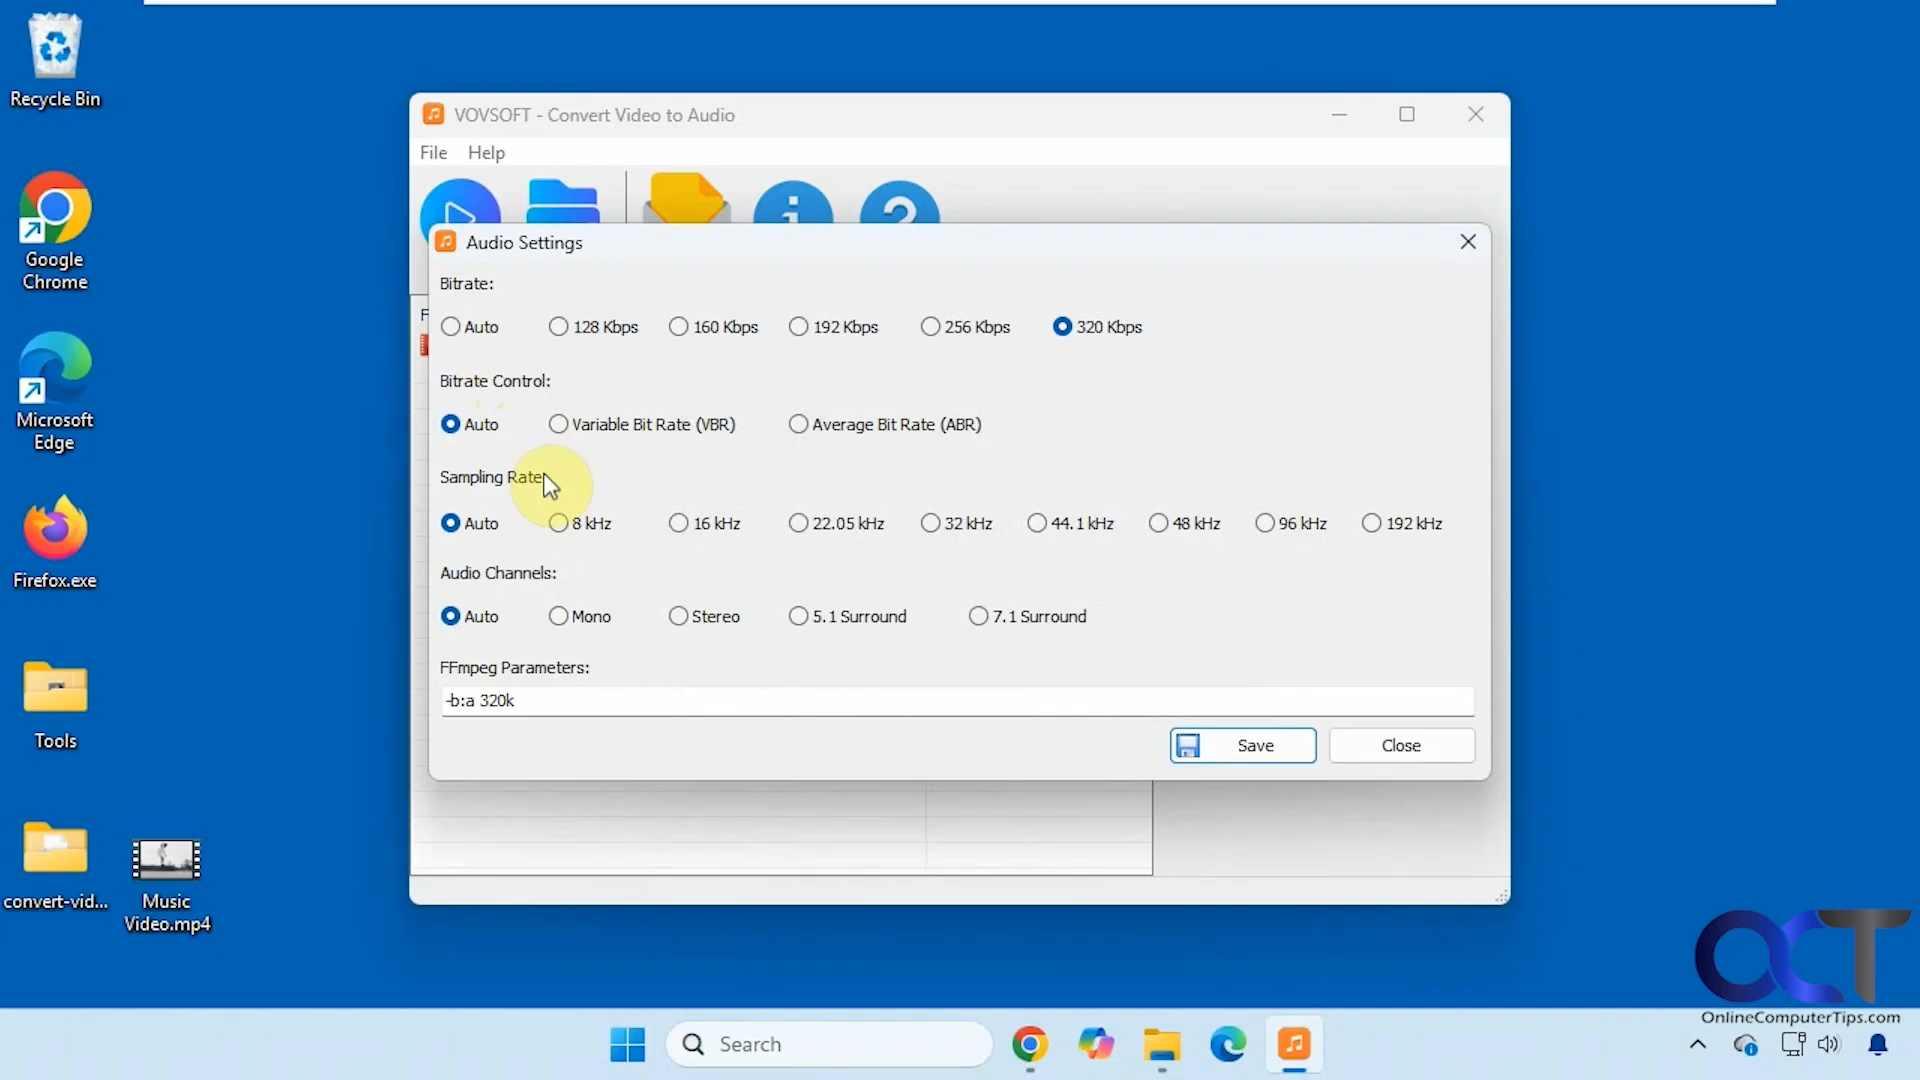 Recycle Bin
Google
Chrome
Microsoft
Edge
Firefox.exe
Tools
convert-vid...
Music
Video.mp4
VOVSOFT - Convert Video to Audio
File Help
F
Audio Settings
Bitrate:
Auto 128 Kbps 160 Kbps 192 Kbps 256 Kbps 320 Kbps
Bitrate Control:
Auto Variable Bit Rate (VBR) Average Bit Rate (ABR)
Sampling Rate
Auto 8 kHz 16 kHz 22.05 kHz 32 kHz 44.1 kHz 48 kHz 96 kHz 192 kHz
Audio Channels:
Auto Mono Stereo 5.1 Surround 7.1 Surround
FFmpeg Parameters:
-b:a 320k
Save Close
OCT
OnlineComputerTips.com
Search